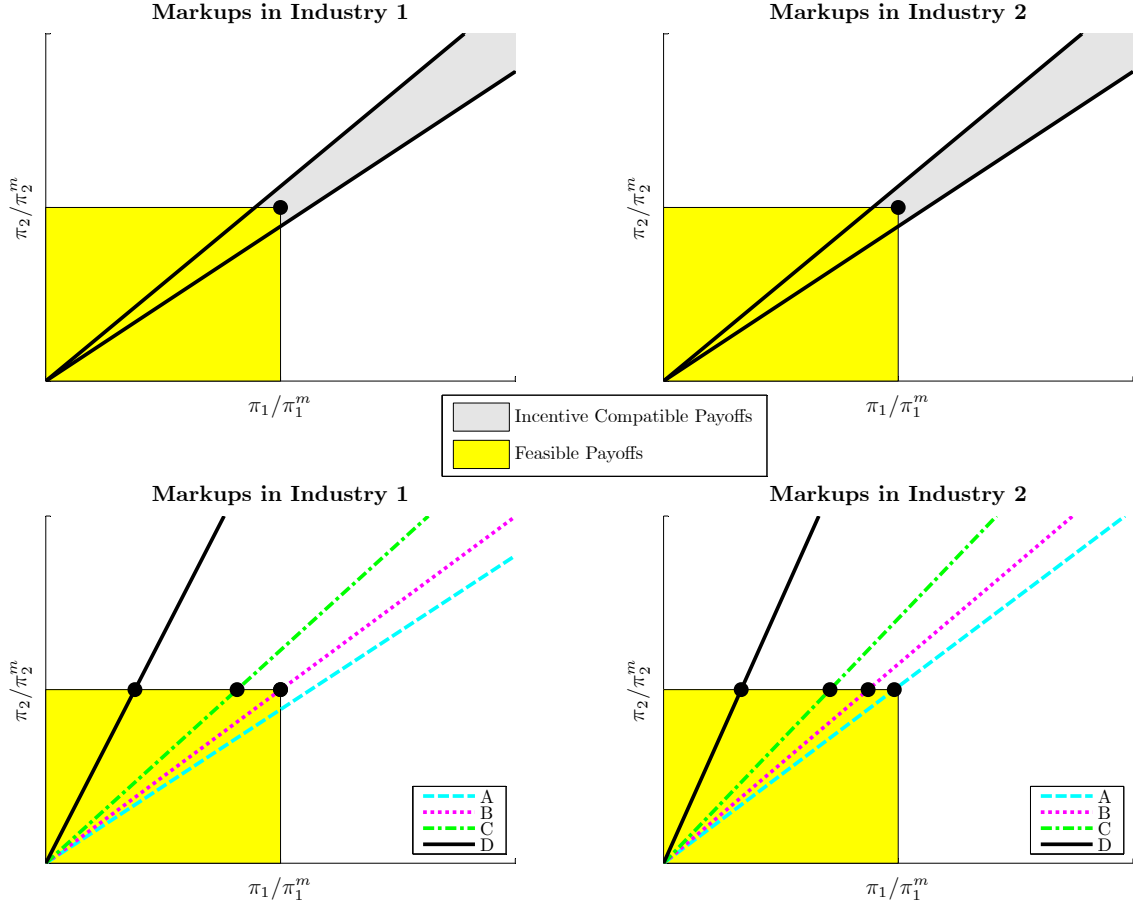 Markups in Industry 1
π₂/π₂ᵐ
π₁/π₁ᵐ
Markups in Industry 2
π₂/π₂ᵐ
π₁/π₁ᵐ
Incentive Compatible Payoffs
Feasible Payoffs
Markups in Industry 1
π₂/π₂ᵐ
π₁/π₁ᵐ
A
B
C
D
Markups in Industry 2
π₂/π₂ᵐ
π₁/π₁ᵐ
A
B
C
D